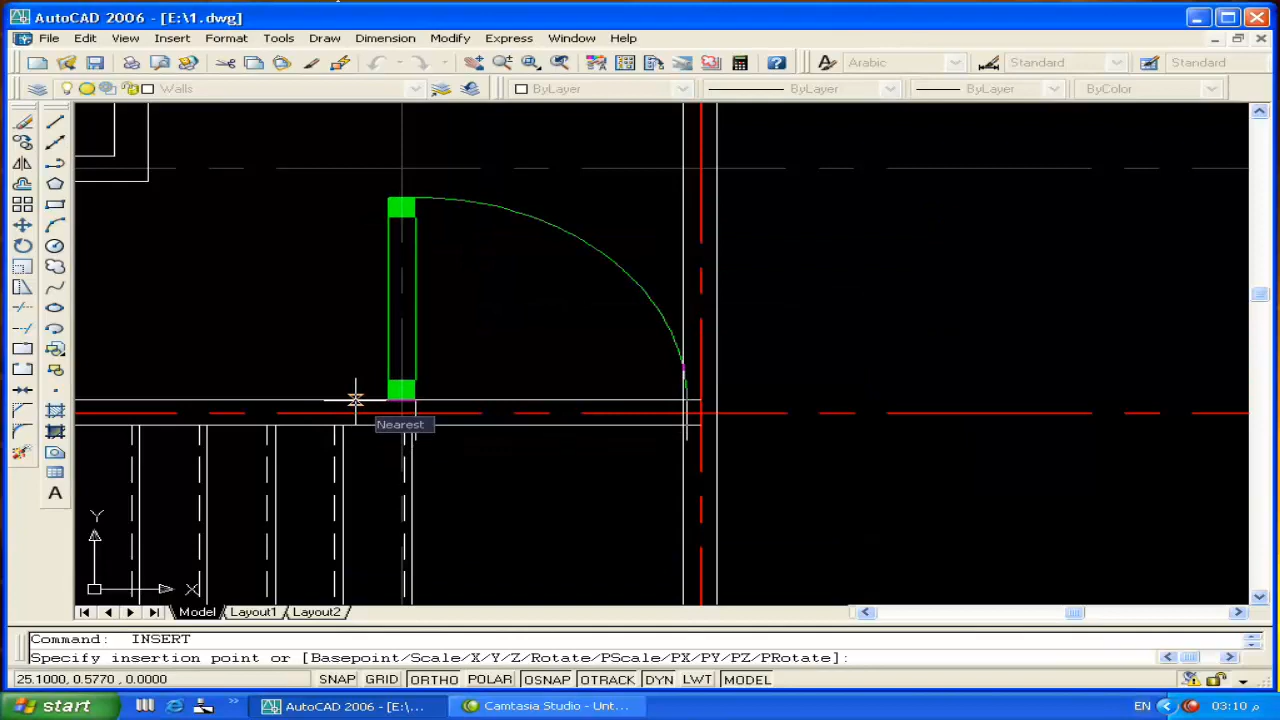 AutoCAD 2006 - [E:\1.dwg]
File Edit View Insert Format Tools Draw Dimension Modify Express Window Help
Arabic Standard Standard
Walls ByLayer ByLayer ByLayer ByColor
Nearest
Y
X
Model Layout1 Layout2
Command: INSERT
Specify insertion point or [Basepoint/Scale/X/Y/Z/Rotate/PScale/PX/PY/PZ/PRotate]:
25.1000, 0.5770, 0.0000 SNAP GRID ORTHO POLAR OSNAP OTRACK DYN LWT MODEL
start AutoCAD 2006 - [E:\... Camtasia Studio - Unt... EN 03:10 م